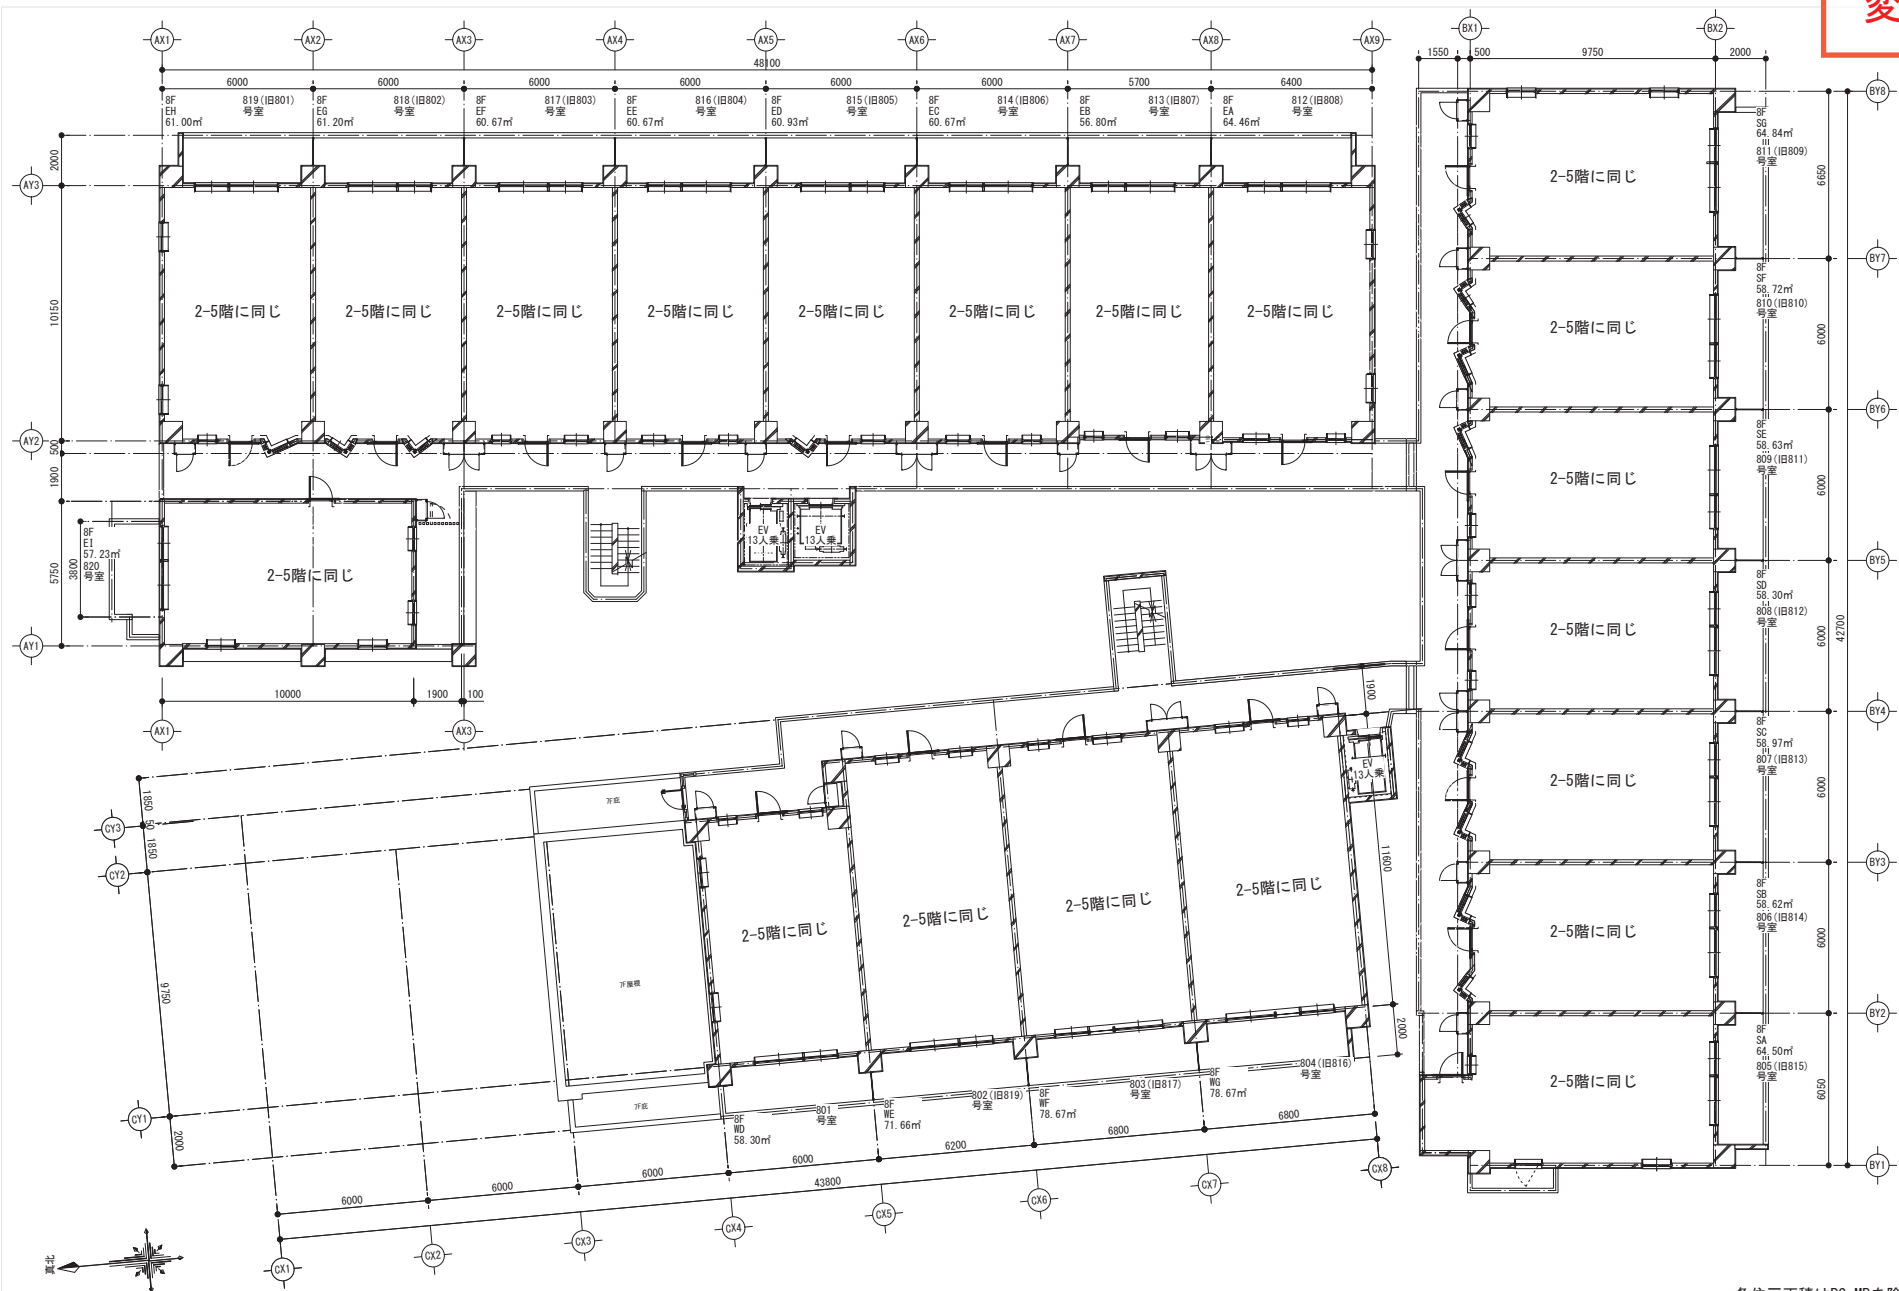 変
AX1 AX2 AX3 AX4 AX5 AX6 AX7 AX8 AX9
48100
6000 6000 6000 6000 6000 6000 5700 6400
8F
EH
61.00㎡
819(旧801)
号室
8F
EG
61.20㎡
818(旧802)
号室
8F
EF
60.67㎡
817(旧803)
号室
8F
EE
60.67㎡
816(旧804)
号室
8F
ED
60.93㎡
815(旧805)
号室
8F
EC
60.67㎡
814(旧806)
号室
8F
EB
56.80㎡
813(旧807)
号室
8F
EA
64.46㎡
812(旧808)
号室
BX1 BX2
1550 500 9750 2000
AY3
AY2
AY1
2000
10150
500
1900
5750
3800
2-5階に同じ 2-5階に同じ 2-5階に同じ 2-5階に同じ 2-5階に同じ 2-5階に同じ 2-5階に同じ 2-5階に同じ
8F
EI
57.23㎡
820
号室
2-5階に同じ
EV
13人乗
EV
13人乗
10000 1900 100
AX1 AX3
BY8
BY7
BY6
BY5
BY4
BY3
BY2
BY1
6650
6000
6000
6000
6000
6000
6050
42700
8F
SG
64.84㎡
811(旧809)
号室
2-5階に同じ
8F
SF
58.72㎡
810(旧810)
号室
2-5階に同じ
8F
SE
58.63㎡
809(旧811)
号室
2-5階に同じ
8F
SD
58.30㎡
808(旧812)
号室
2-5階に同じ
8F
SC
58.97㎡
807(旧813)
号室
2-5階に同じ
8F
SB
58.62㎡
806(旧814)
号室
2-5階に同じ
8F
SA
64.50㎡
805(旧815)
号室
2-5階に同じ
1900
EV
13人乗
11600
2000
CY3
CY2
CY1
1850
50
1850
9750
2000
7F庇
7F屋根
7F庇
2-5階に同じ 2-5階に同じ 2-5階に同じ 2-5階に同じ
8F
WD
58.30㎡
801
号室
8F
WE
71.66㎡
802(旧819)
号室
8F
WF
78.67㎡
803(旧817)
号室
8F
WG
78.67㎡
804(旧816)
号室
6000 6000 6000 6000 6200 6800 6800
43800
CX1 CX2 CX3 CX4 CX5 CX6 CX7 CX8
真北